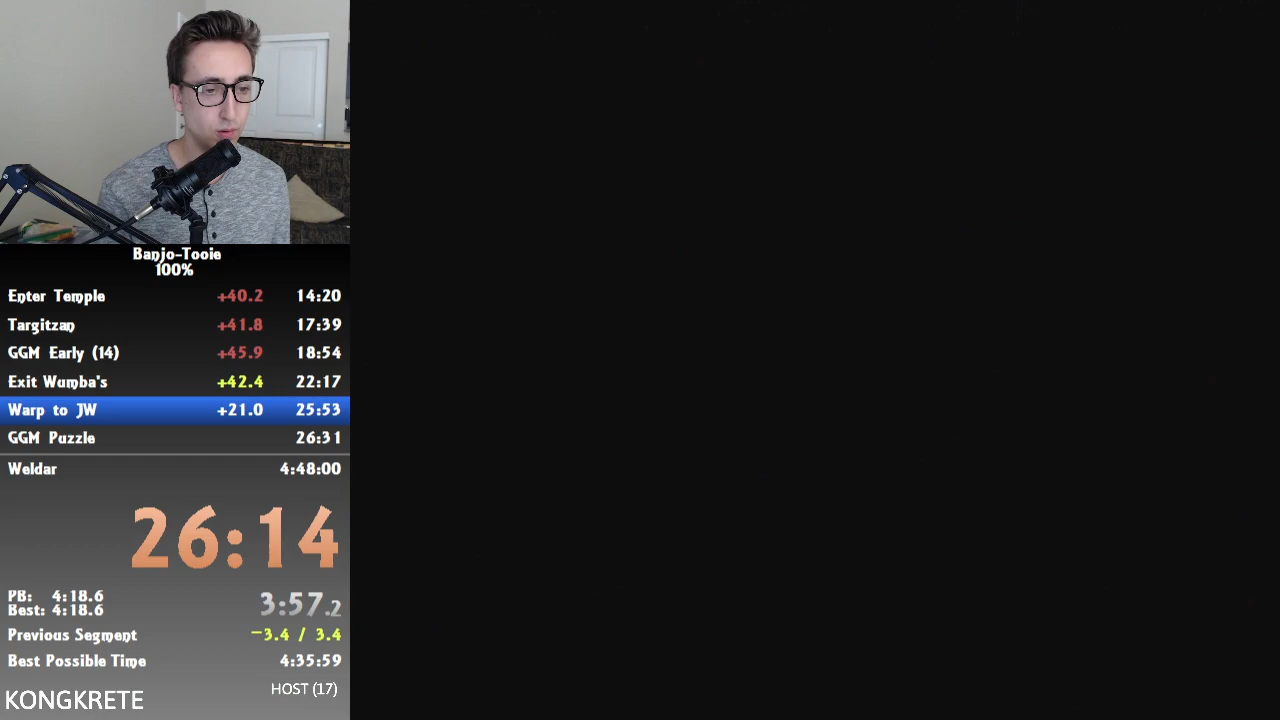 Banjo-Tooie
100%
Enter Temple +40.2 14:20
Targitzan +41.8 17:39
GGM Early (14) +45.9 18:54
Exit Wumba's +42.4 22:17
Warp to JW +21.0 25:53
GGM Puzzle 26:31
Weldar 4:48:00
26:14
PB: 4:18.6
Best: 4:18.6
3:57.2
Previous Segment −3.4 / 3.4
Best Possible Time 4:35:59
KONGKRETE HOST (17)